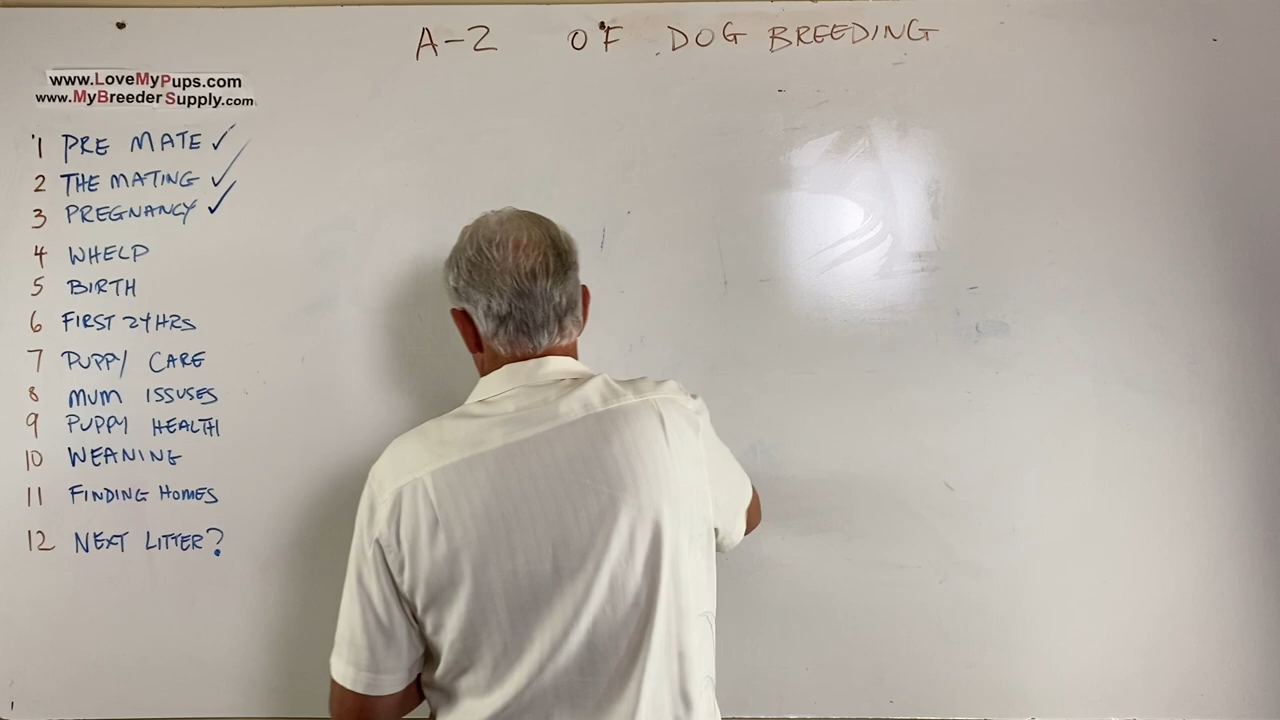 A-Z OF DOG BREEDING
www.LoveMyPups.com
www.MyBreederSupply.com
1 PRE MATE ✓
2 THE MATING ✓
3 PREGNANCY ✓
4 WHELP
5 BIRTH
6 FIRST 24HRS
7 PUPPY CARE
8 MUM ISSUSES
9 PUPPY HEALTH
10 WEANING
11 FINDING HOMES
12 NEXT LITTER?